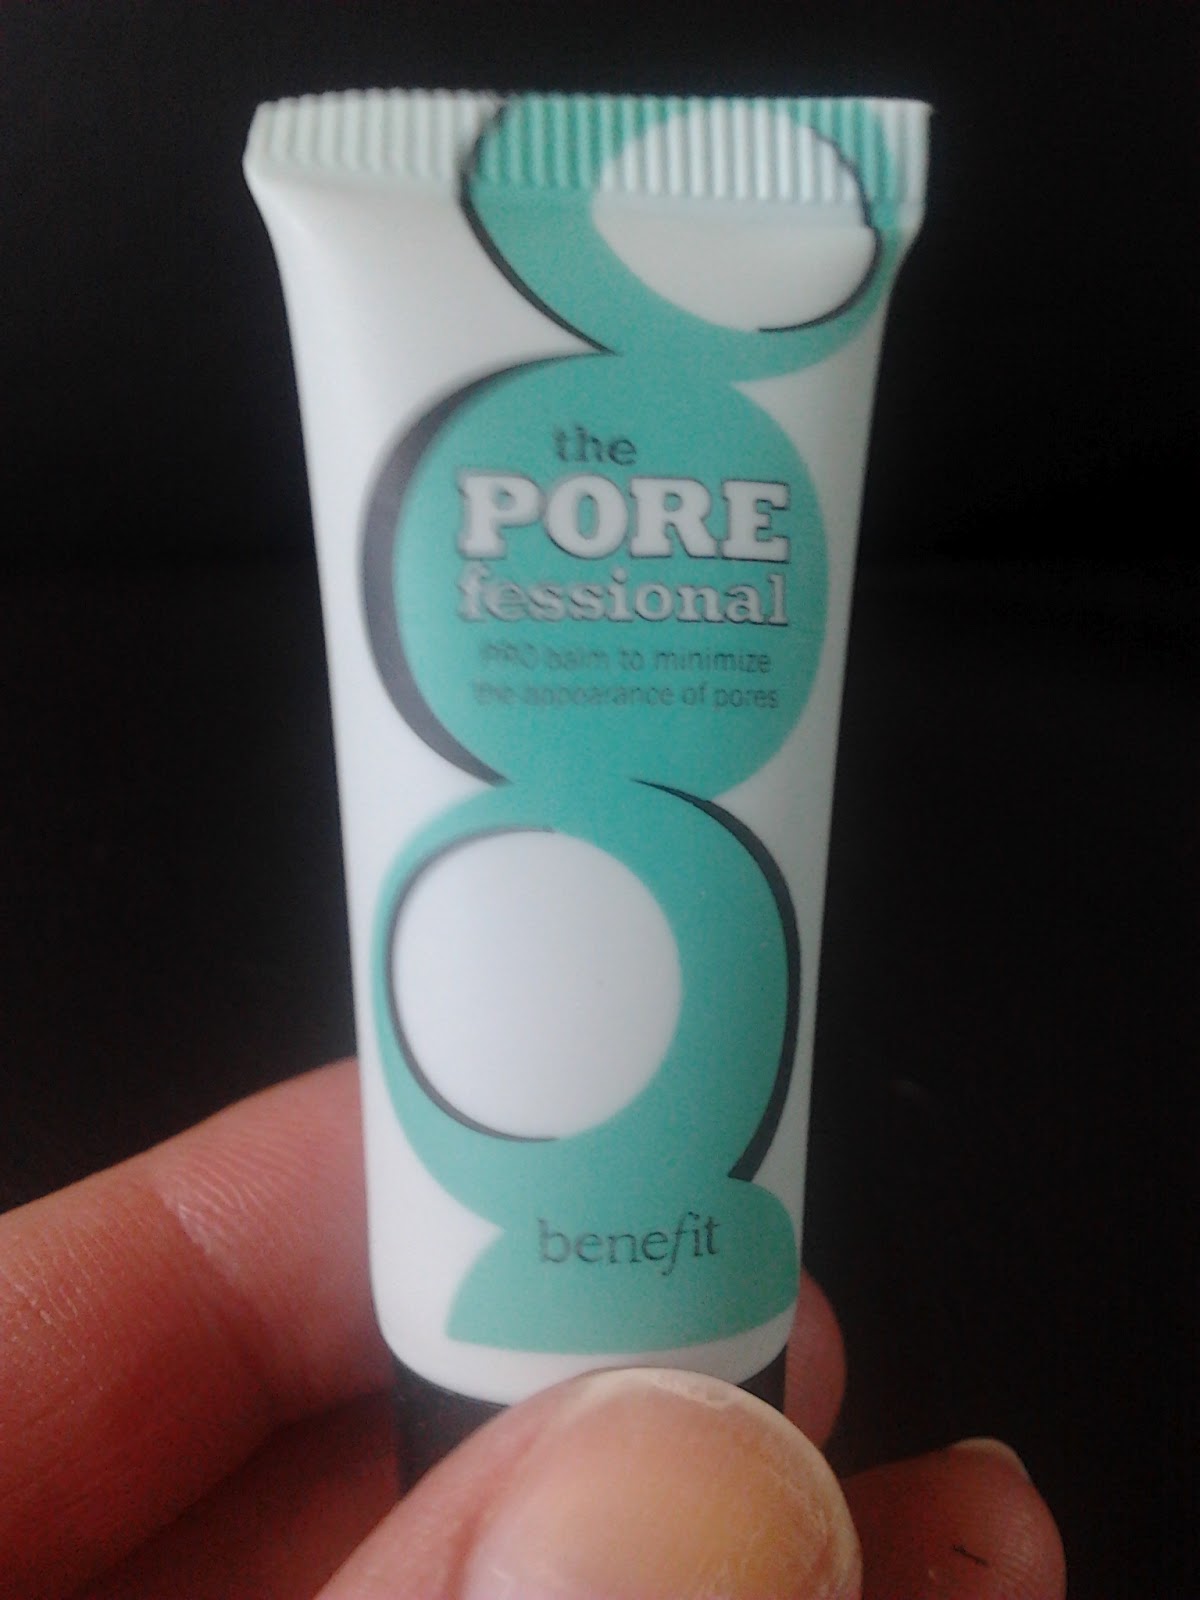 the
PORE
fessional
PRO balm to minimize
the appearance of pores
benefit